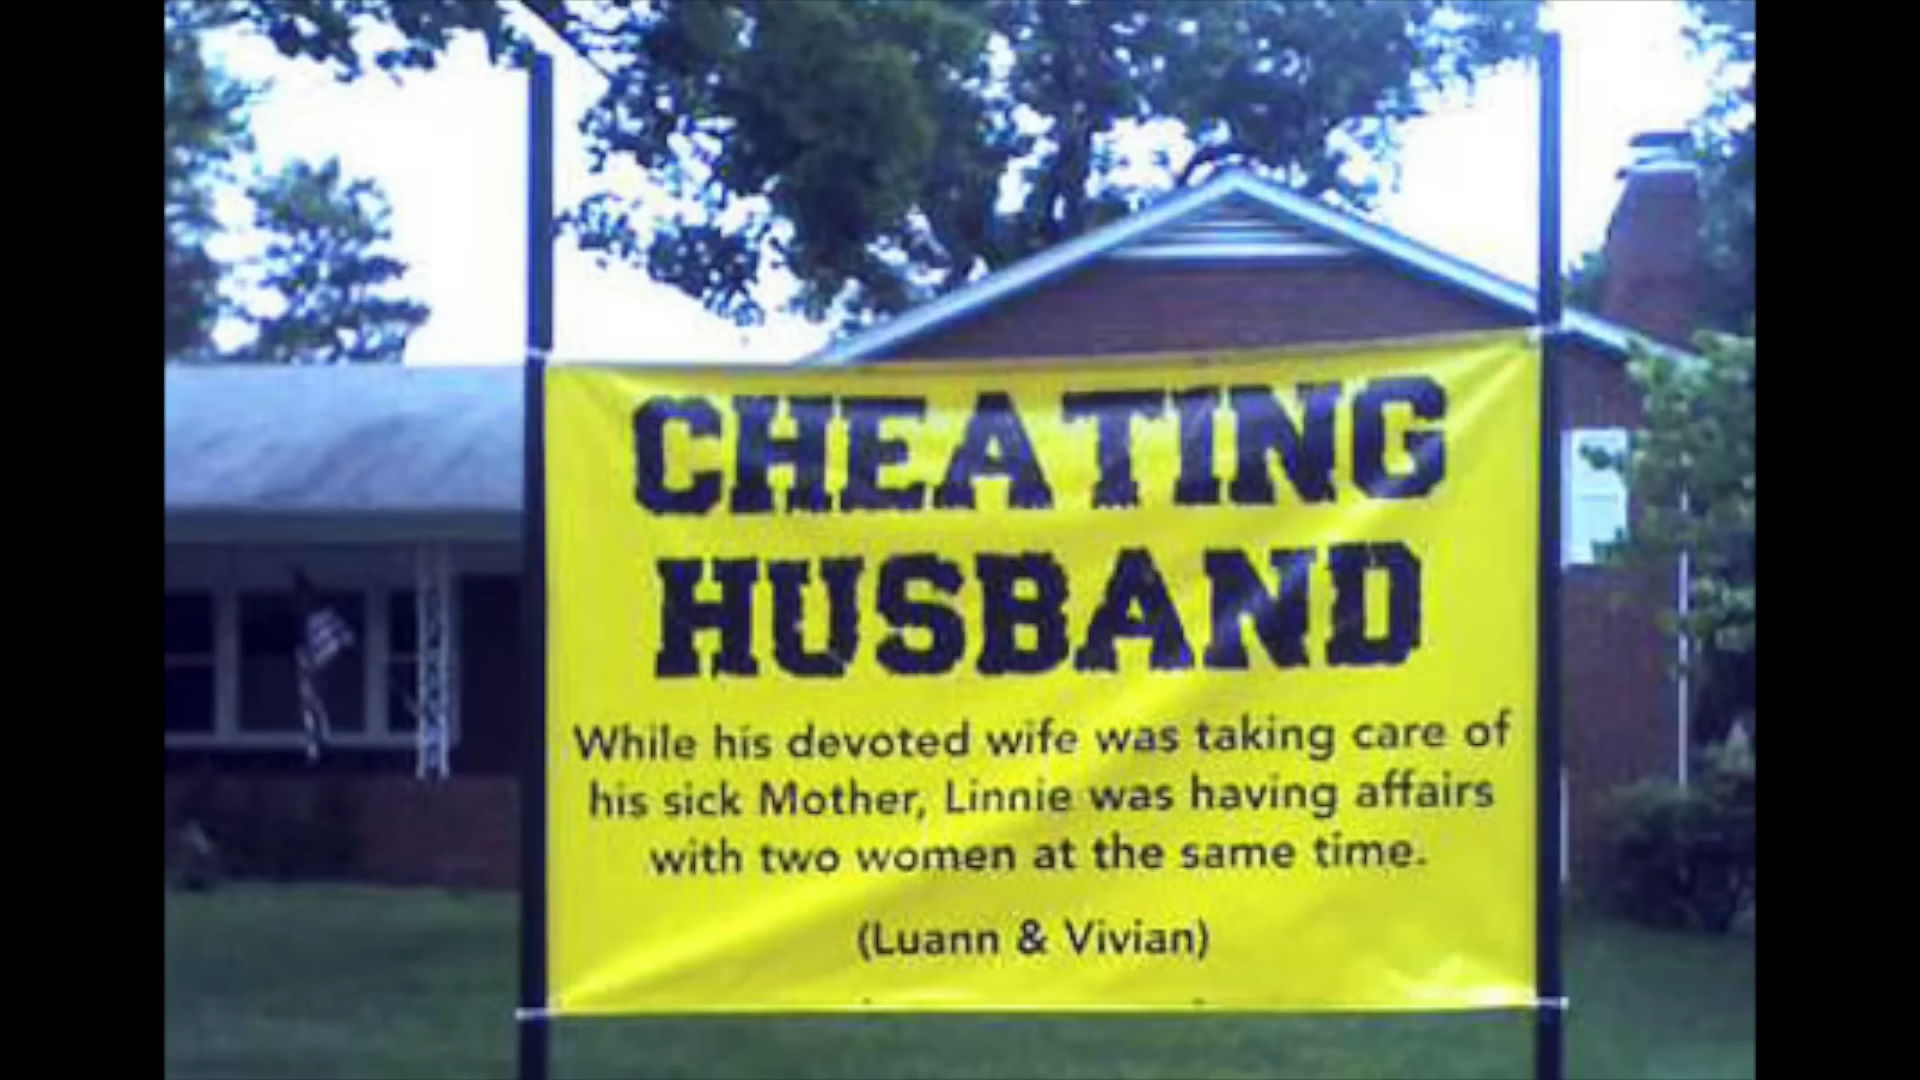 CHEATING
HUSBAND
While his devoted wife was taking care of
his sick Mother, Linnie was having affairs
with two women at the same time.
(Luann & Vivian)